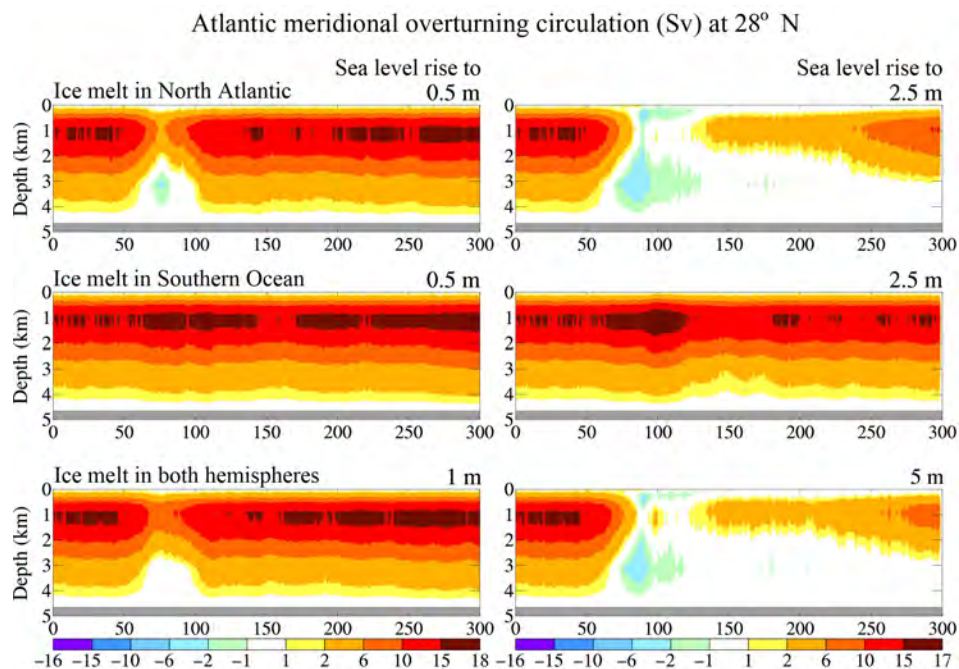 Atlantic meridional overturning circulation (Sv) at 28° N
Sea level rise to
Sea level rise to
Ice melt in North Atlantic
0.5 m
2.5 m
Depth (km)
0
1
2
3
4
5
0 50 100 150 200 250 300
0 50 100 150 200 250 300
Ice melt in Southern Ocean
0.5 m
2.5 m
Depth (km)
0
1
2
3
4
5
0 50 100 150 200 250 300
0 50 100 150 200 250 300
Ice melt in both hemispheres
1 m
5 m
Depth (km)
0
1
2
3
4
5
0 50 100 150 200 250 300
0 50 100 150 200 250 300
−16 −15 −10 −6 −2 −1 1 2 6 10 15 18
−16 −15 −10 −6 −2 −1 1 2 6 10 15 17